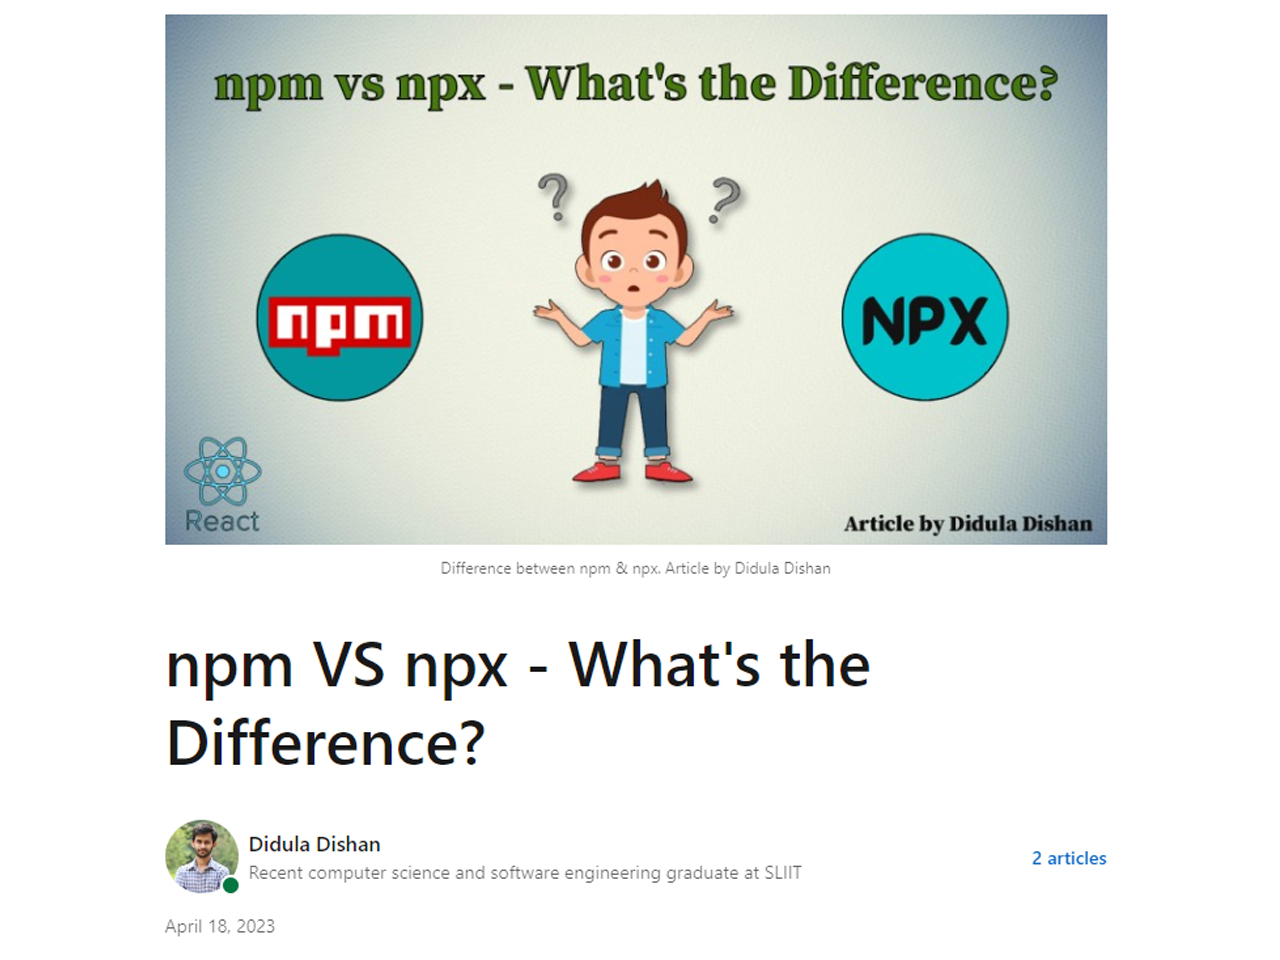 npm vs npx - What's the Difference?
? ?
npm
NPX
React
Article by Didula Dishan
Difference between npm & npx. Article by Didula Dishan
npm VS npx - What's the
Difference?
Didula Dishan
Recent computer science and software engineering graduate at SLIIT
2 articles
April 18, 2023